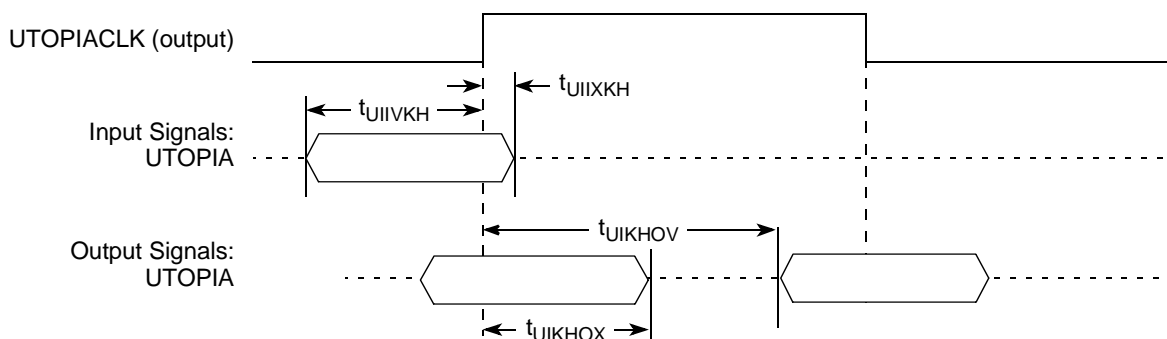 UTOPIACLK (output)
tUIIXKH
tUIIVKH
Input Signals:
UTOPIA
tUIKHOV
Output Signals:
UTOPIA
tUIKHOX